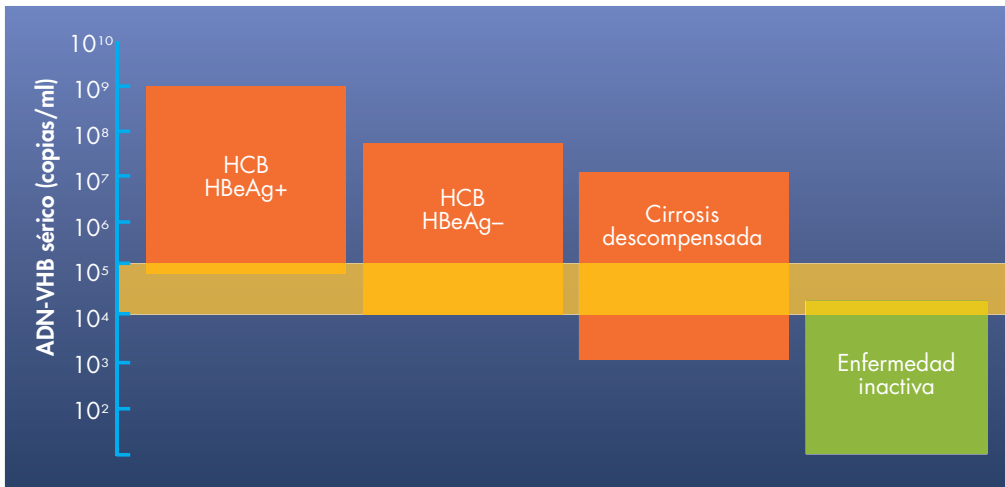 ADN-VHB sérico (copias/ml)
10¹⁰
10⁹
10⁸
10⁷
10⁶
10⁵
10⁴
10³
10²
HCB
HBeAg+
HCB
HBeAg–
Cirrosis
descompensada
Enfermedad
inactiva